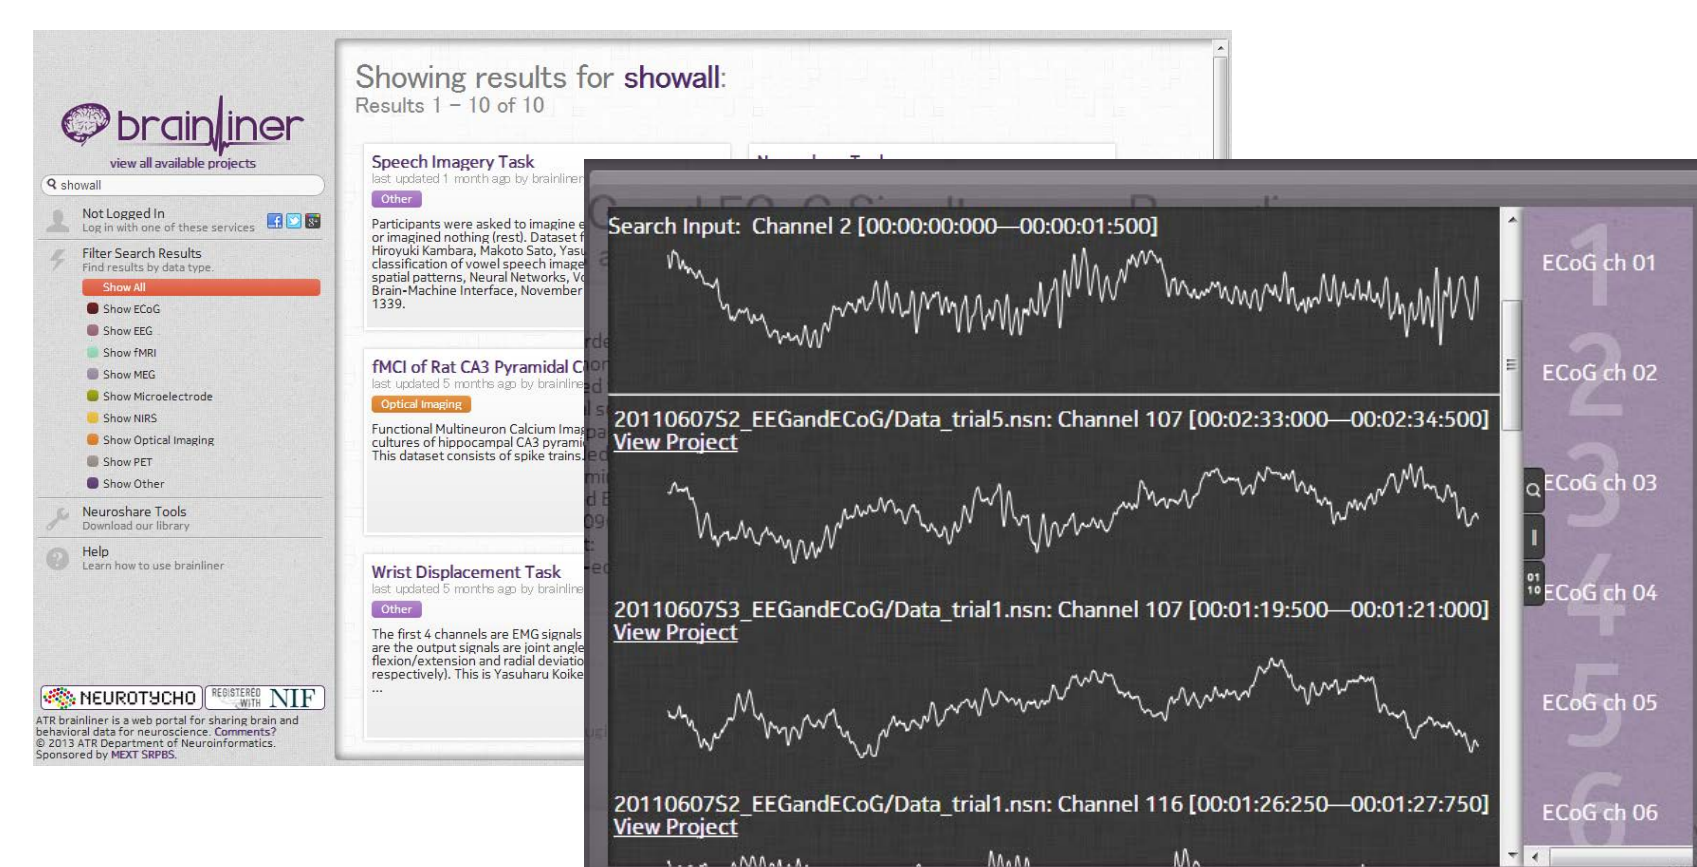 brainliner
view all available projects
showall
Not Logged In
Log in with one of these services
Filter Search Results
Find results by data type.
Show All
Show ECoG
Show EEG
Show fMRI
Show MEG
Show Microelectrode
Show NIRS
Show Optical Imaging
Show PET
Show Other
Neuroshare Tools
Download our library
Help
Learn how to use brainliner
NEUROTYCHO
REGISTERED WITH NIF
ATR brainliner is a web portal for sharing brain and
behavioral data for neuroscience. Comments?
© 2013 ATR Department of Neuroinformatics.
Sponsored by MEXT SRPBS.
Showing results for showall:
Results 1 – 10 of 10
Speech Imagery Task
last updated 1 month ago by brainliner
Other
Participants were asked to imagine
or imagined nothing (rest). Dataset
Hiroyuki Kambara, Makoto Sato,
classification of vowel speech
spatial patterns, Neural Networks,
Brain-Machine Interface, November
1339.
fMCI of Rat CA3 Pyramidal
last updated 5 months ago by
Optical Imaging
Functional Multineuron Calcium
cultures of hippocampal CA3
This dataset consists of spike trains.
Wrist Displacement Task
last updated 5 months ago by
Other
The first 4 channels are EMG signals
are the output signals are joint
flexion/extension and radial
respectively). This is Yasuharu Koike
...
Search Input: Channel 2 [00:00:00:000—00:00:01:500]
20110607S2_EEGandECoG/Data_trial5.nsn: Channel 107 [00:02:33:000—00:02:34:500]
View Project
20110607S3_EEGandECoG/Data_trial1.nsn: Channel 107 [00:01:19:500—00:01:21:000]
View Project
20110607S2_EEGandECoG/Data_trial1.nsn: Channel 116 [00:01:26:250—00:01:27:750]
View Project
1
ECoG ch 01
2
ECoG ch 02
3
ECoG ch 03
01
10
4
ECoG ch 04
5
ECoG ch 05
6
ECoG ch 06